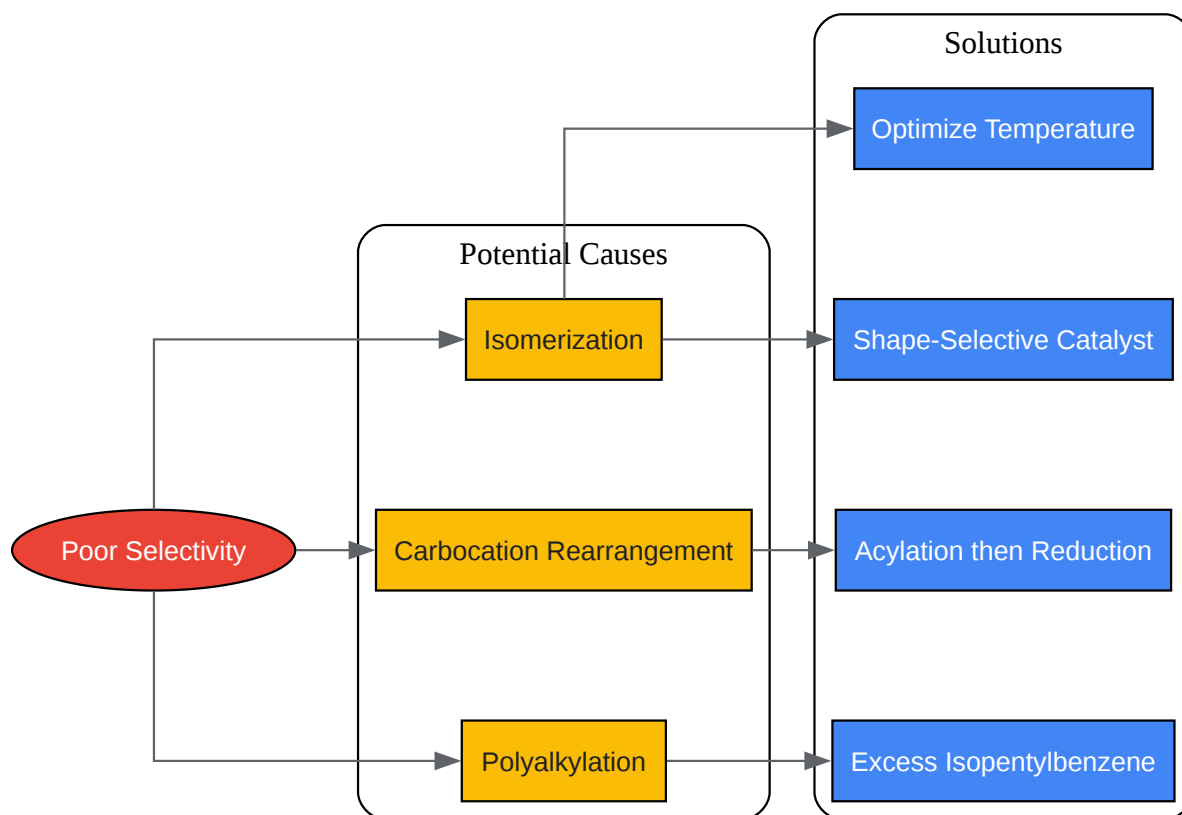 Solutions
Optimize Temperature
Potential Causes
Isomerization
Shape-Selective Catalyst
Poor Selectivity
Carbocation Rearrangement
Acylation then Reduction
Polyalkylation
Excess Isopentylbenzene